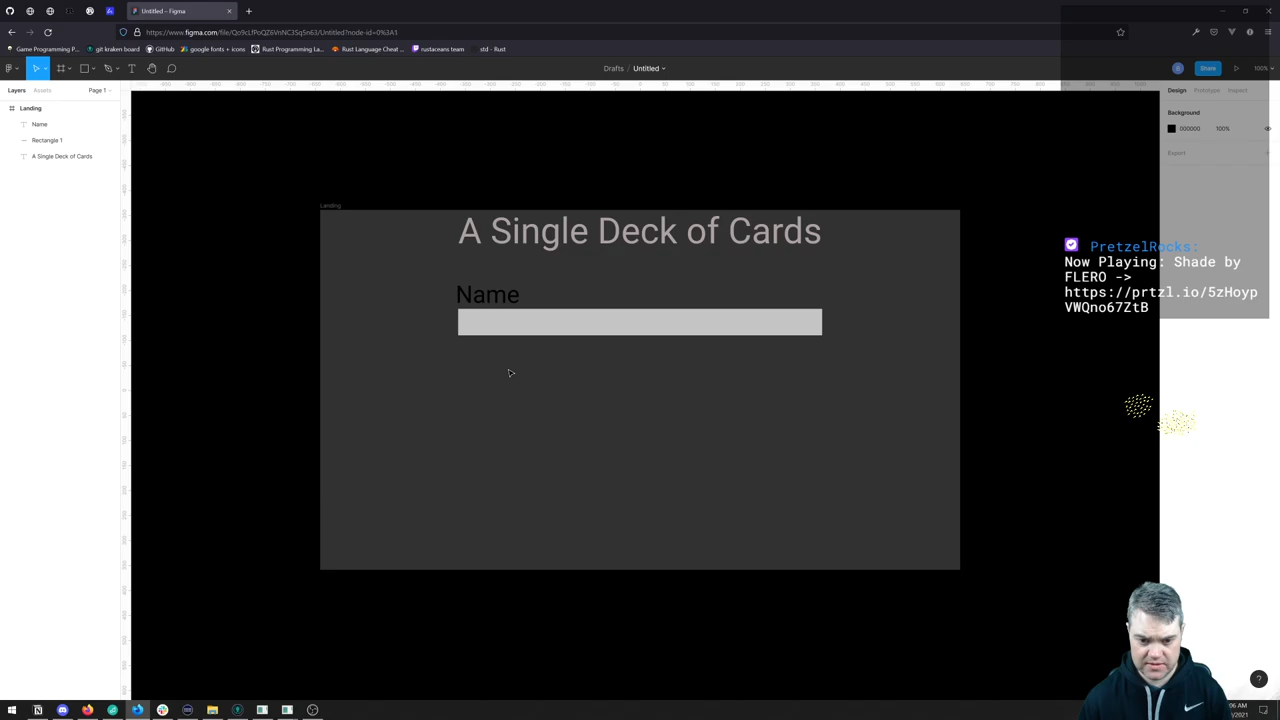 Untitled – Figma
https://www.figma.com/file/Qo9cLfPoQZ6VnNC3Sq5n63/Untitled?node-id=0%3A1
Game Programming P...
git kraken board
GitHub
google fonts + icons
Rust Programming La...
Rust Language Cheat ...
rustaceans team
std - Rust
Drafts / Untitled
Share
100%
Layers
Assets
Page 1
Design
Prototype
Inspect
Landing
Name
Rectangle 1
A Single Deck of Cards
Background
000000
100%
Export
Landing
A Single Deck of Cards
Name
PretzelRocks:
Now Playing: Shade by
FLERO ->
https://prtzl.io/5zHoyp
VWQno67ZtB
?